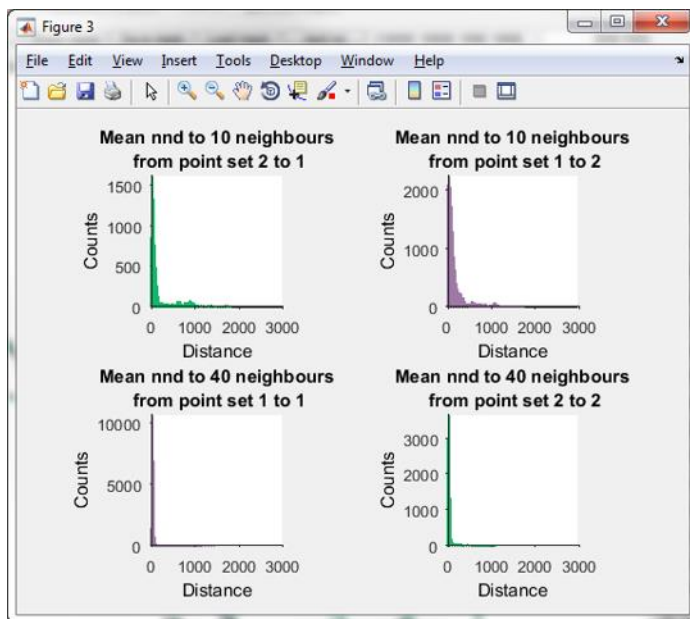 Figure 3
File Edit View Insert Tools Desktop Window Help
Mean nnd to 10 neighbours
from point set 2 to 1
1500
1000
500
0
Counts
0 1000 2000 3000
Distance
Mean nnd to 10 neighbours
from point set 1 to 2
2000
1000
0
Counts
0 1000 2000 3000
Distance
Mean nnd to 40 neighbours
from point set 1 to 1
10000
5000
0
Counts
0 1000 2000 3000
Distance
Mean nnd to 40 neighbours
from point set 2 to 2
3000
2000
1000
0
Counts
0 1000 2000 3000
Distance